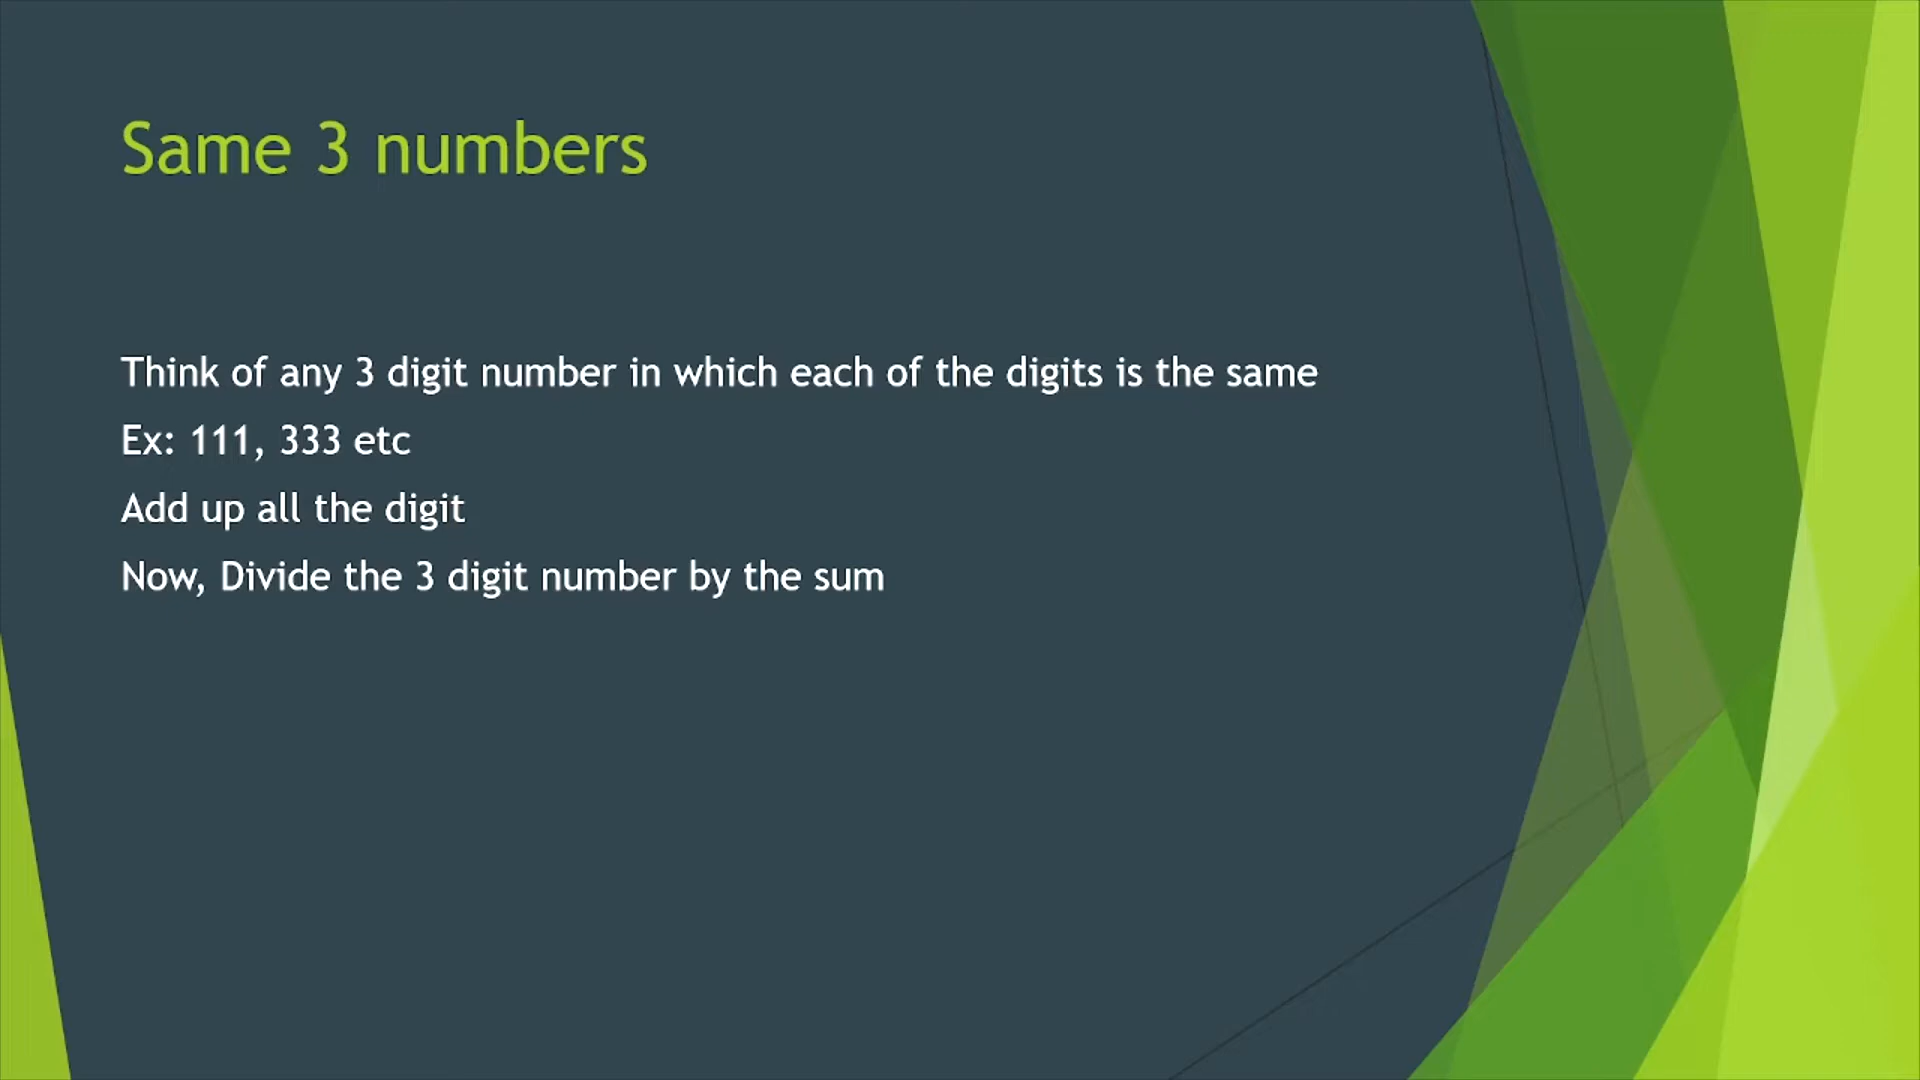 Same 3 numbers
Think of any 3 digit number in which each of the digits is the same
Ex: 111, 333 etc
Add up all the digit
Now, Divide the 3 digit number by the sum